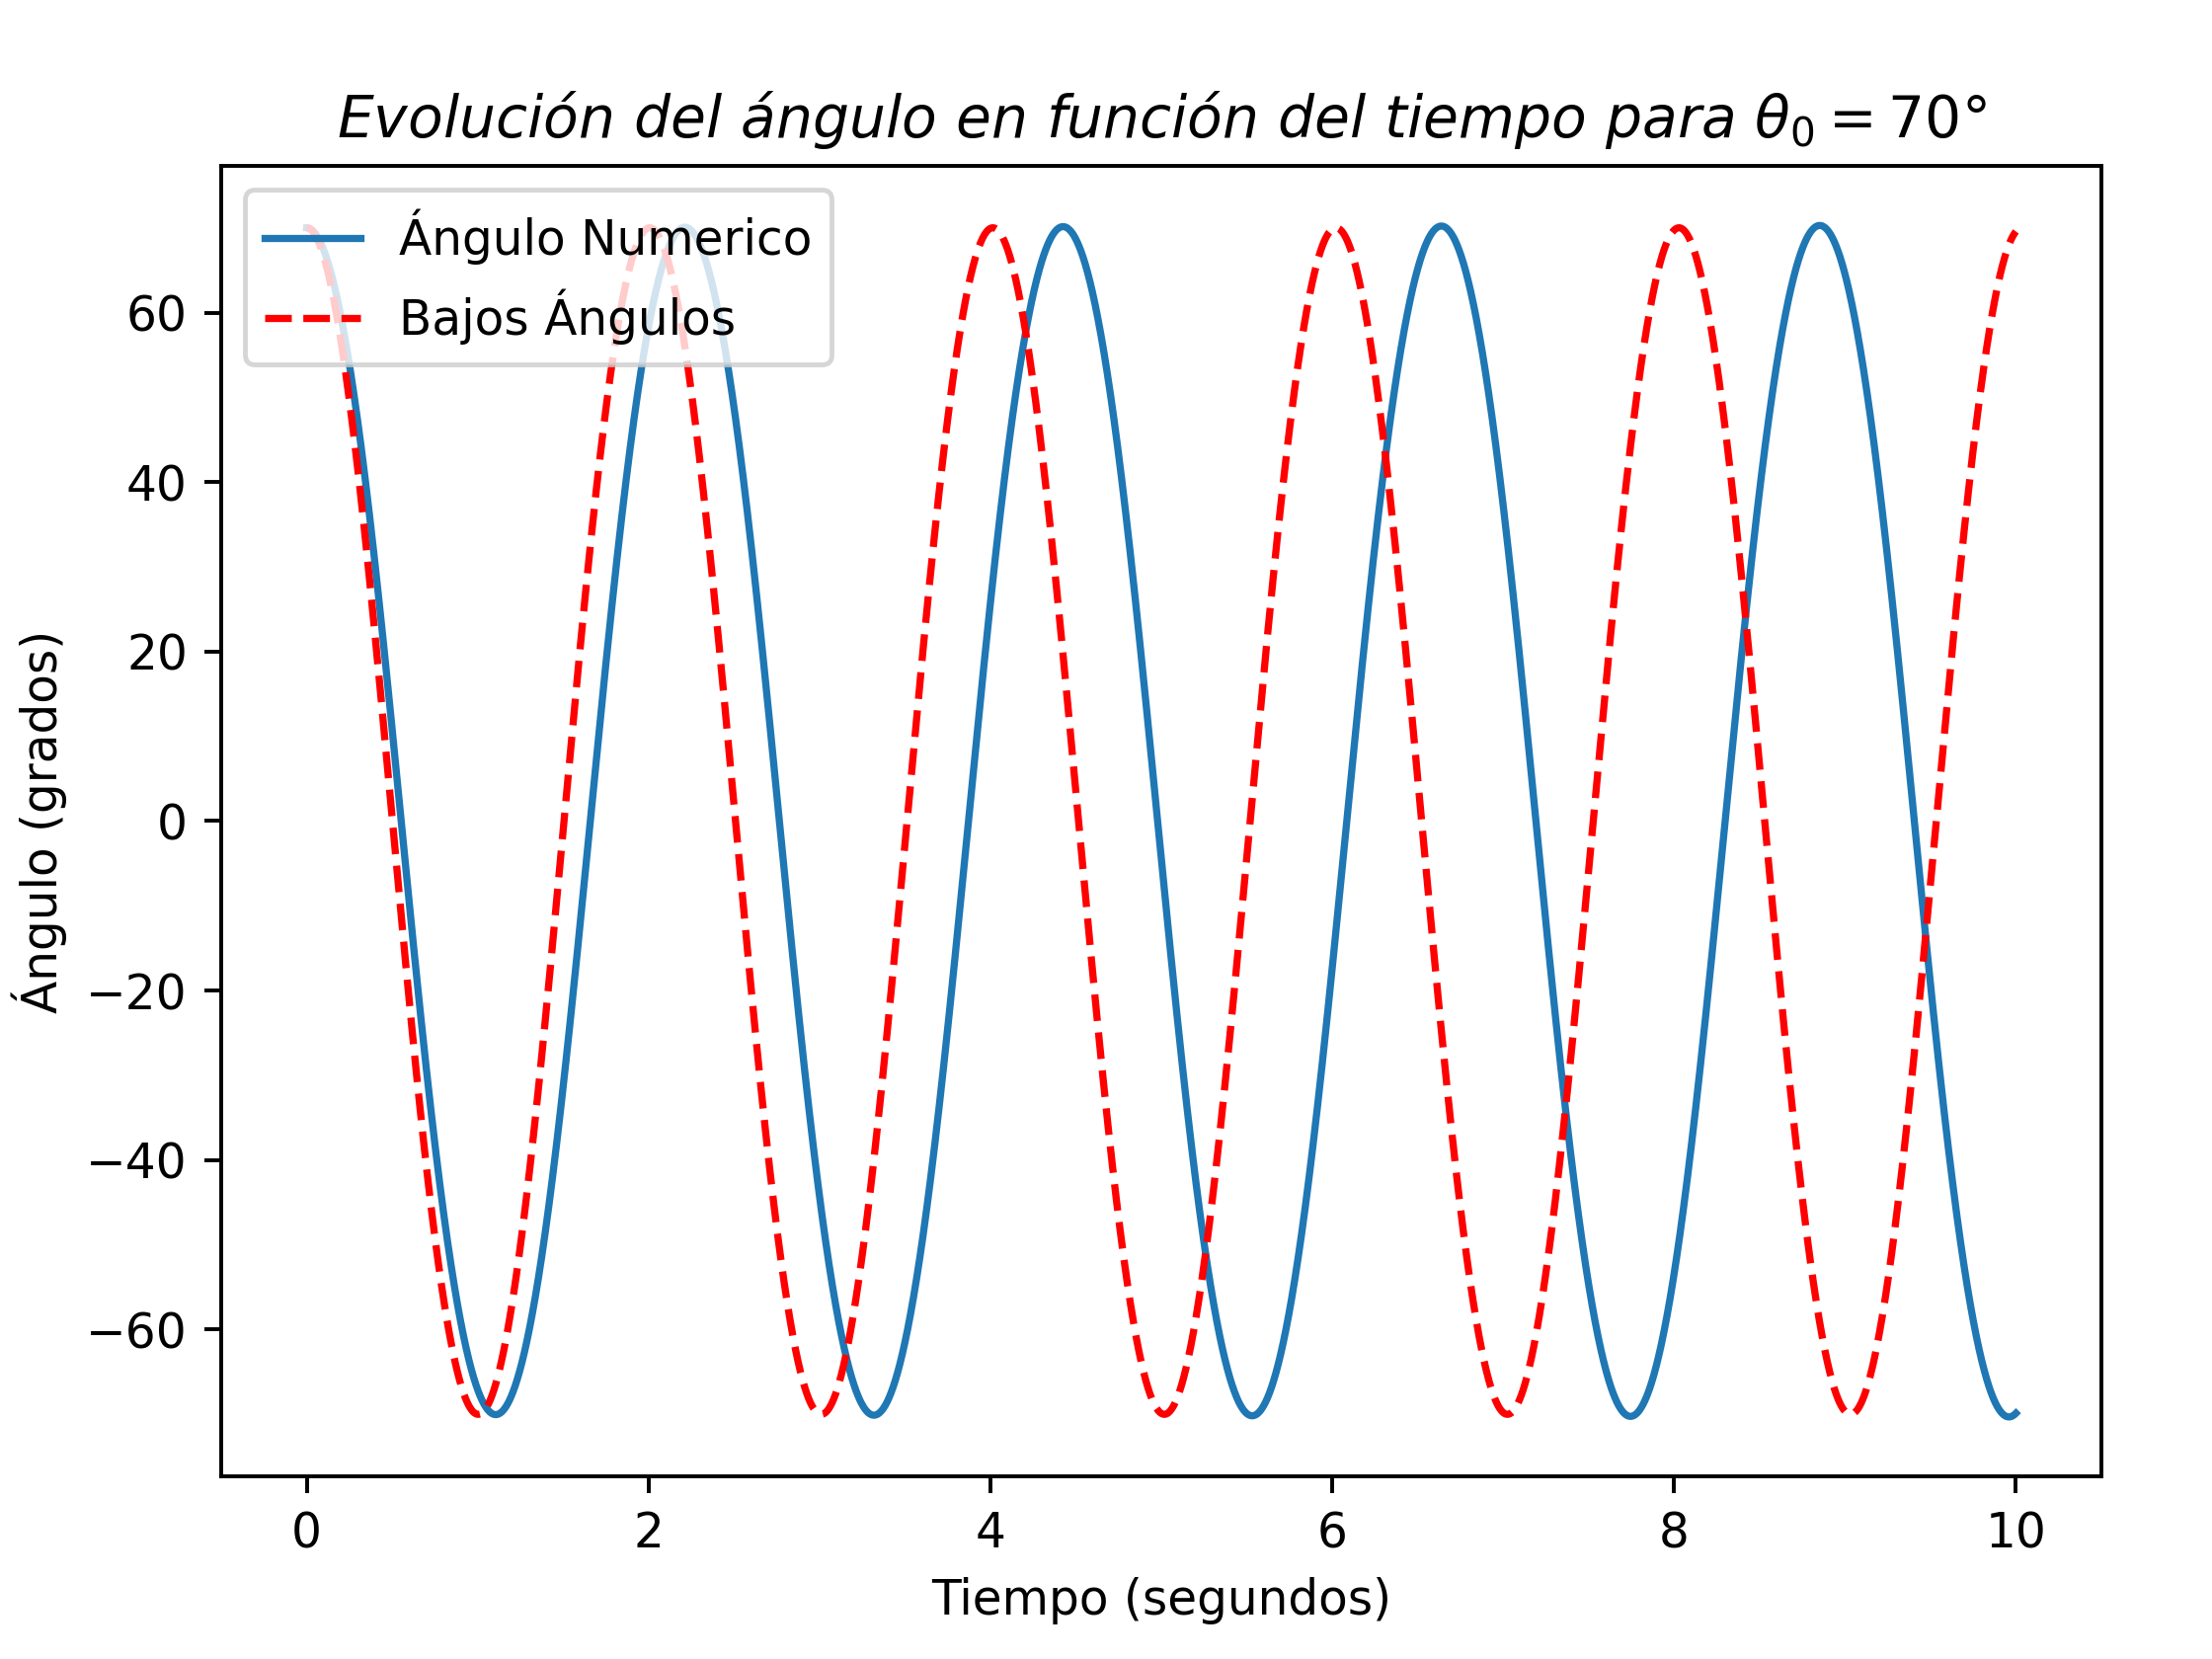 Evolución del ángulo en función del tiempo para θ₀ = 70°
Ángulo Numerico
Bajos Ángulos
Ángulo (grados)
60
40
20
0
−20
−40
−60
0 2 4 6 8 10
Tiempo (segundos)